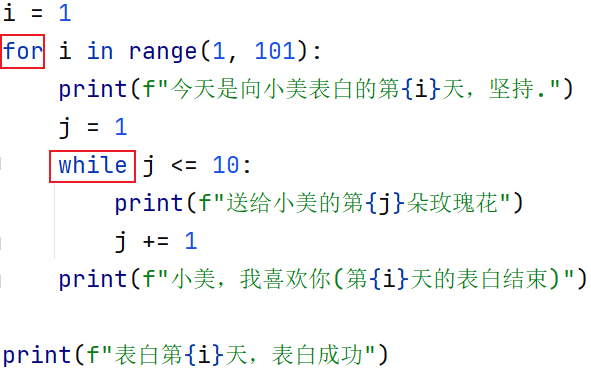 i = 1
for i in range(1, 101):
    print(f"今天是向小美表白的第{i}天，坚持.")
    j = 1
    while j <= 10:
        print(f"送给小美的第{j}朵玫瑰花")
        j += 1
    print(f"小美，我喜欢你(第{i}天的表白结束)")
print(f"表白第{i}天，表白成功")